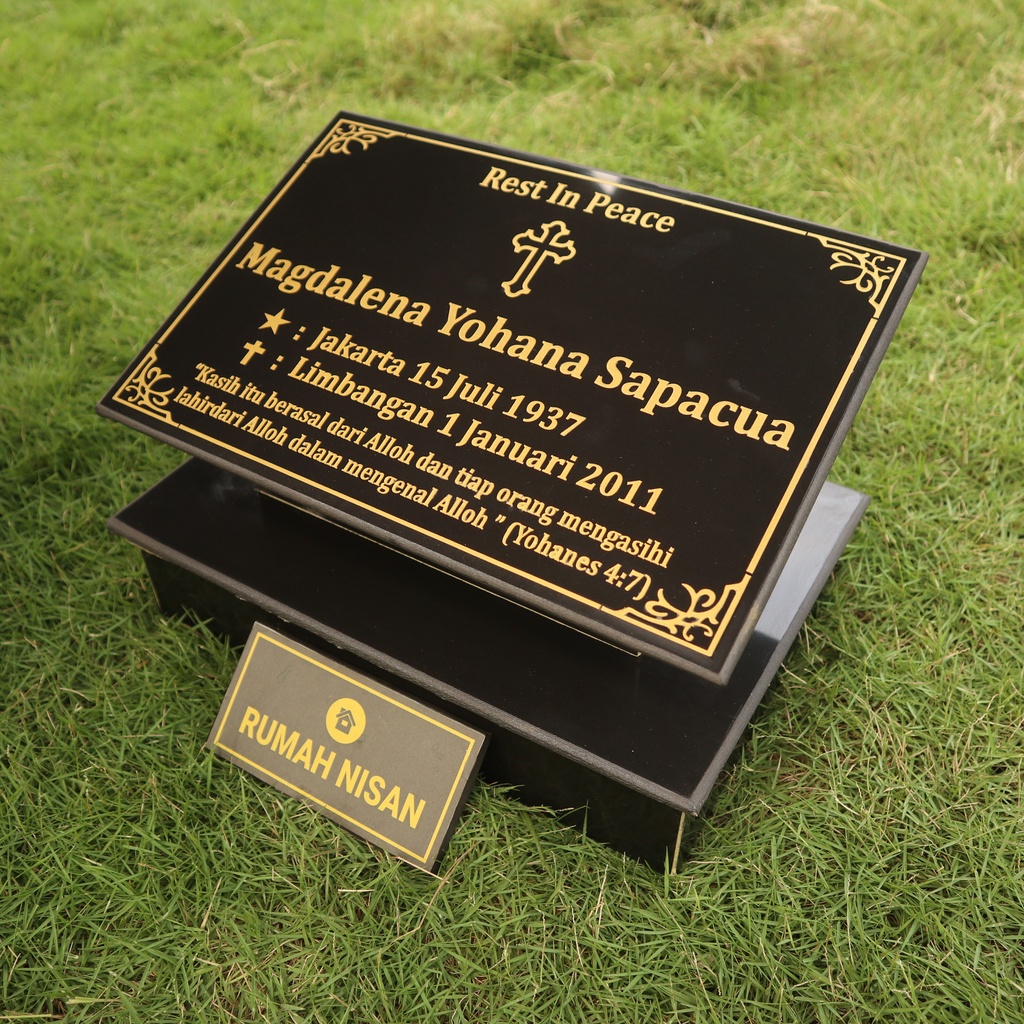 Rest In Peace
Magdalena Yohana Sapacua
★ : Jakarta 15 Juli 1937
✝ : Limbangan 1 Januari 2011
"Kasih itu berasal dari Alloh dan tiap orang mengasihi
lahirdari Alloh dalam mengenal Alloh " (Yohanes 4:7)
RUMAH NISAN